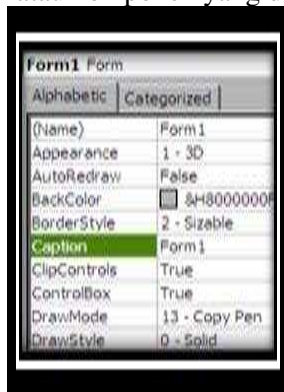 Form1 Form
Alphabetic Categorized
(Name) Form1
Appearance 1 - 3D
AutoRedraw False
BackColor &H8000000F
BorderStyle 2 - Sizable
Caption Form1
ClipControls True
ControlBox True
DrawMode 13 - Copy Pen
DrawStyle 0 - Solid